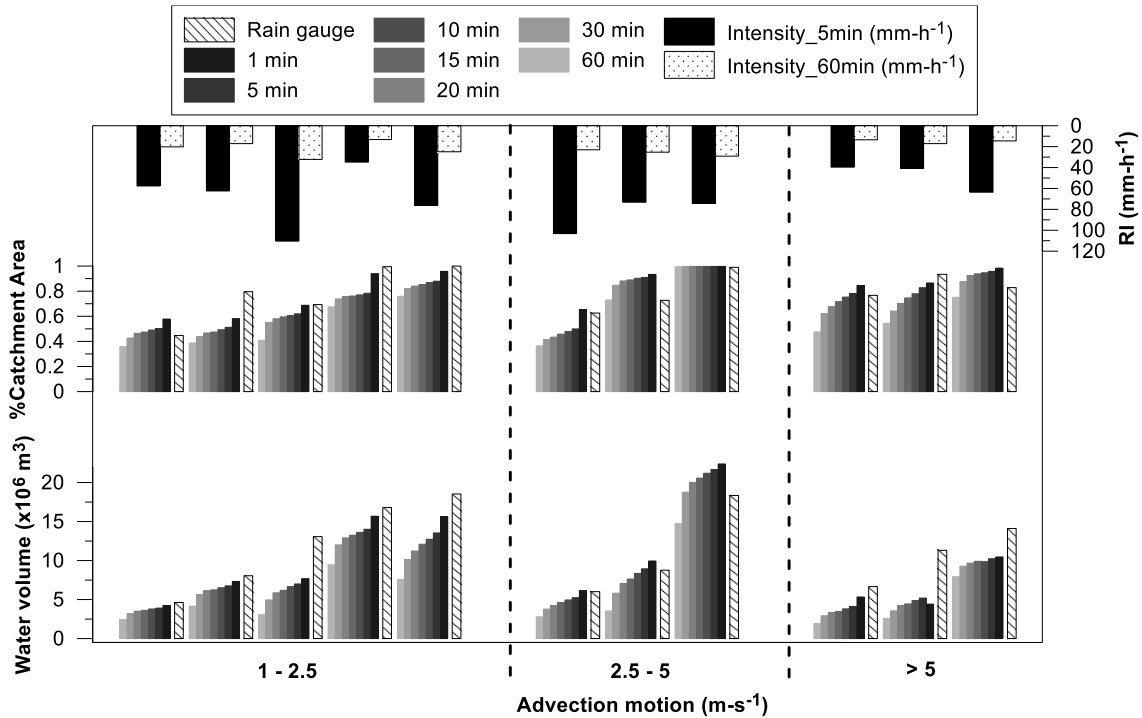 Rain gauge
1 min
5 min
10 min
15 min
20 min
30 min
60 min
Intensity_5min (mm-h⁻¹)
Intensity_60min (mm-h⁻¹)
0
20
40
60
80
100
120
RI (mm-h⁻¹)
1
0.8
0.6
0.4
0.2
0
%Catchment Area
20
15
10
5
0
Water volume (x10⁶ m³)
1 - 2.5
2.5 - 5
> 5
Advection motion (m-s⁻¹)